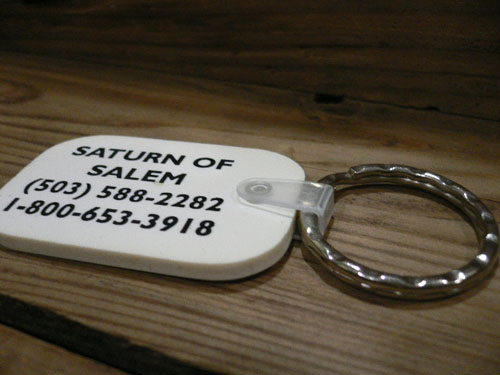 SATURN OF
SALEM
(503) 588-2282
1-800-653-3918